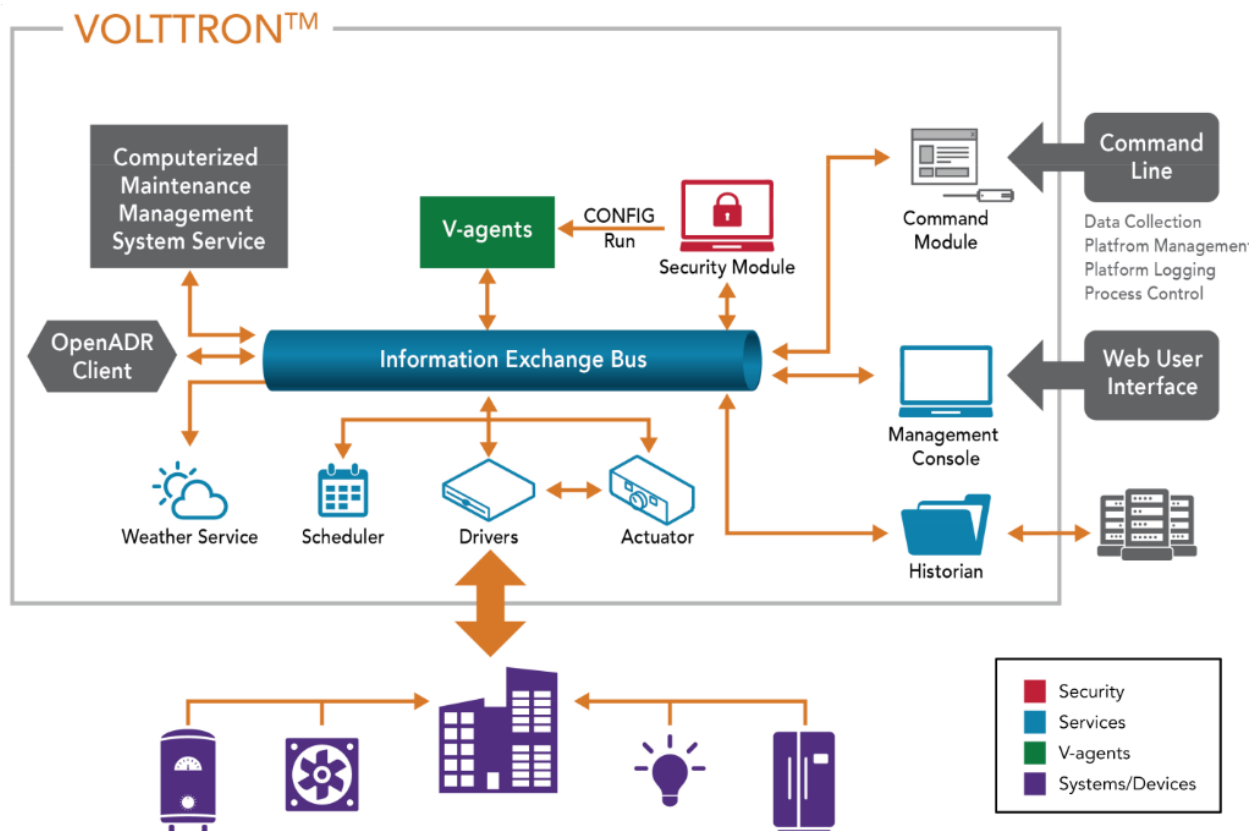 VOLTTRON™
Computerized
Maintenance
Management
System Service
V-agents
CONFIG
Run
Security Module
Command
Module
Command
Line
Data Collection
Platfrom Management
Platform Logging
Process Control
OpenADR
Client
Information Exchange Bus
Management
Console
Web User
Interface
Weather Service
Scheduler
Drivers
Actuator
Historian
Security
Services
V-agents
Systems/Devices